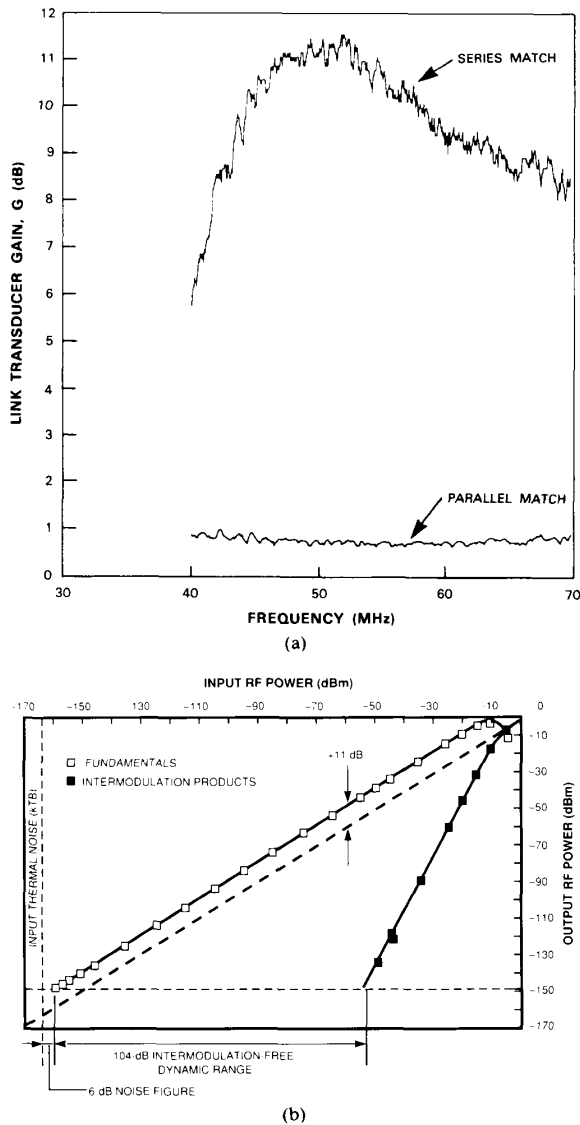 12
11
10
9
8
7
6
5
4
3
2
1
0
LINK TRANSDUCER GAIN, G (dB)
SERIES MATCH
PARALLEL MATCH
30 40 50 60 70
FREQUENCY (MHz)
(a)
INPUT RF POWER (dBm)
-170 -150 -130 -110 -90 -70 -50 -30 -10 0
□ FUNDAMENTALS
■ INTERMODULATION PRODUCTS
+11 dB
INPUT THERMAL NOISE (kTB)
-10
-30
-50
-70
-90
-110
-130
-150
-170
OUTPUT RF POWER (dBm)
104-dB INTERMODULATION-FREE
DYNAMIC RANGE
6 dB NOISE FIGURE
(b)